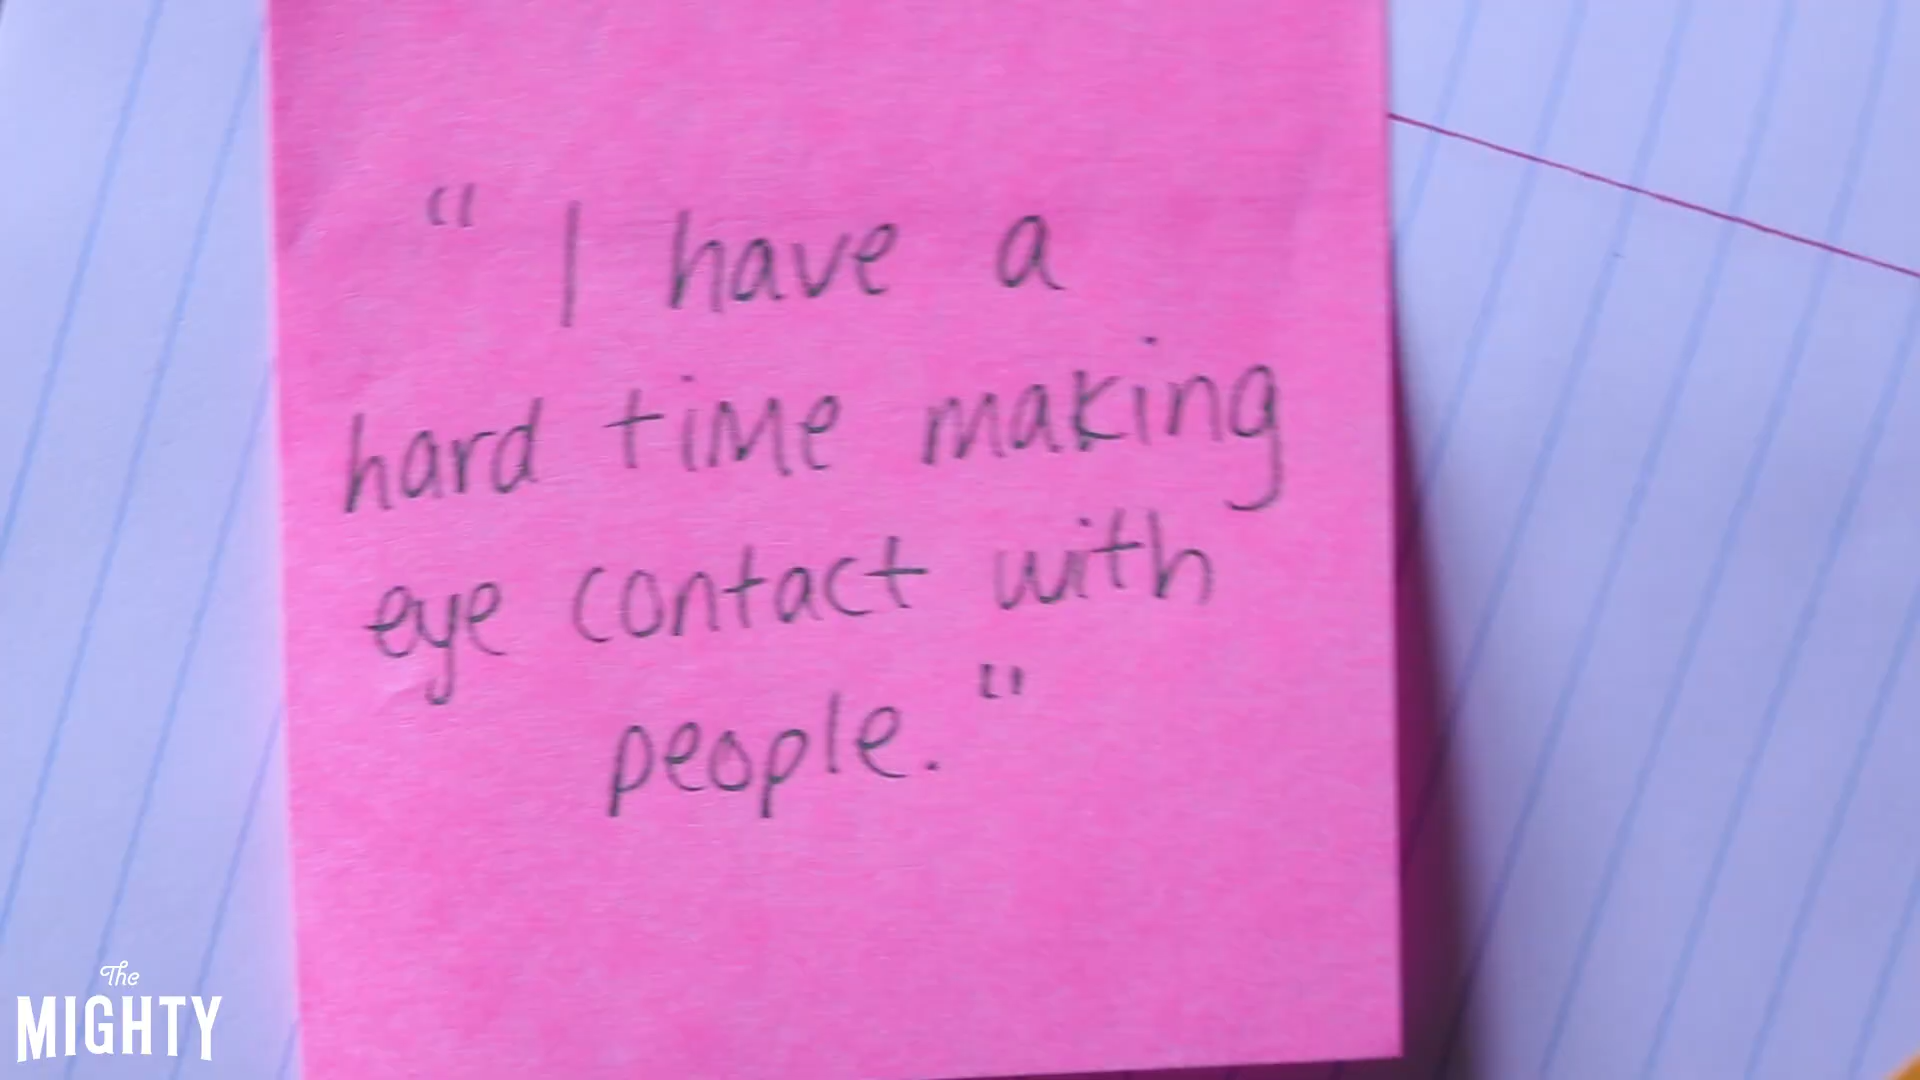 “ I have a
hard time making
eye contact with
people.”
The
MIGHTY